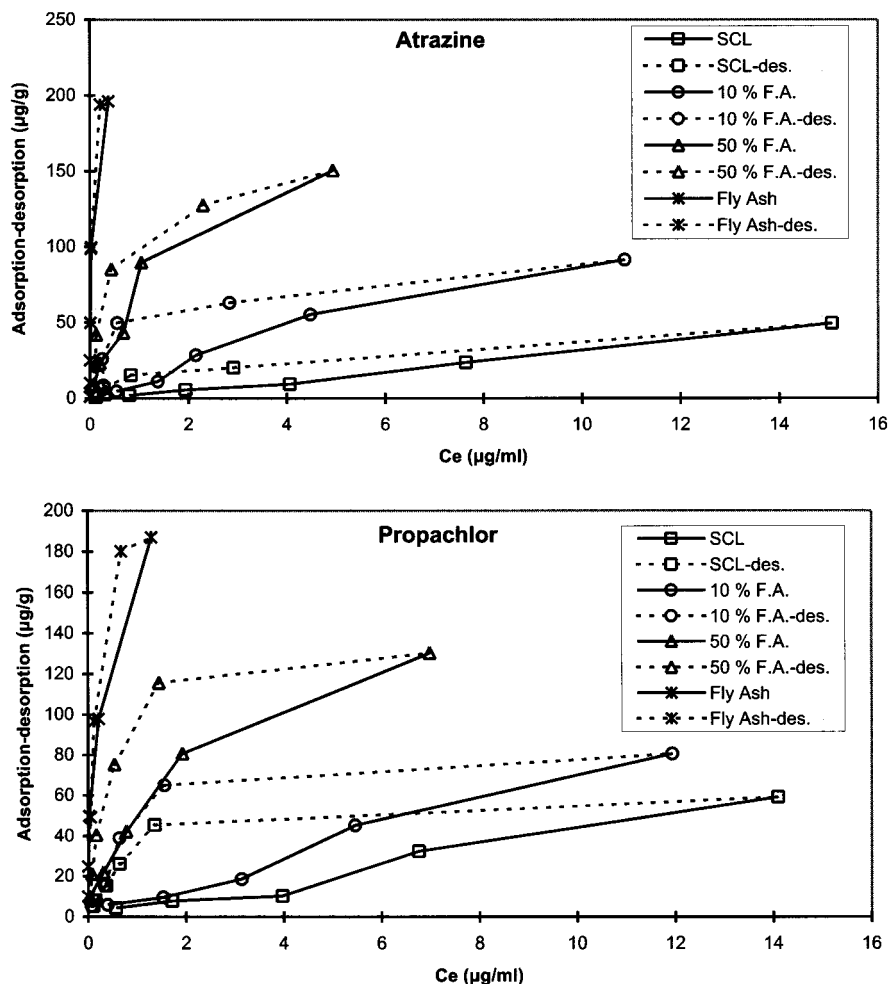 Atrazine
Adsorption-desorption (µg/g)
250
200
150
100
50
0
0 2 4 6 8 10 12 14 16
Ce (µg/ml)
SCL
SCL-des.
10 % F.A.
10 % F.A.-des.
50 % F.A.
50 % F.A.-des.
Fly Ash
Fly Ash-des.
Propachlor
Adsorption-desorption (µg/g)
200
180
160
140
120
100
80
60
40
20
0
0 2 4 6 8 10 12 14 16
Ce (µg/ml)
SCL
SCL-des.
10 % F.A.
10 % F.A.-des.
50 % F.A.
50 % F.A.-des.
Fly Ash
Fly Ash-des.